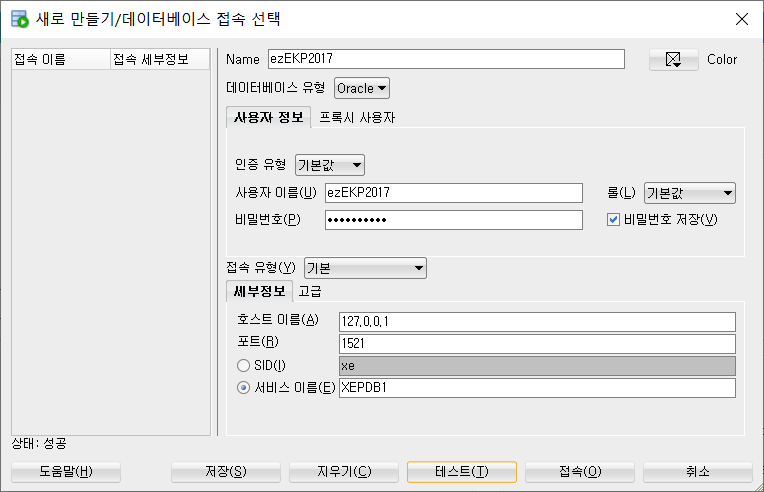 새로 만들기/데이터베이스 접속 선택
접속 이름 접속 세부정보
Name ezEKP2017 Color
데이터베이스 유형 Oracle
사용자 정보 프록시 사용자
인증 유형 기본값
사용자 이름(U) ezEKP2017 롤(L) 기본값
비밀번호(P) •••••••••• 비밀번호 저장(V)
접속 유형(Y) 기본
세부정보 고급
호스트 이름(A) 127.0.0.1
포트(R) 1521
SID(I) xe
서비스 이름(E) XEPDB1
상태: 성공
도움말(H) 저장(S) 지우기(C) 테스트(T) 접속(O) 취소